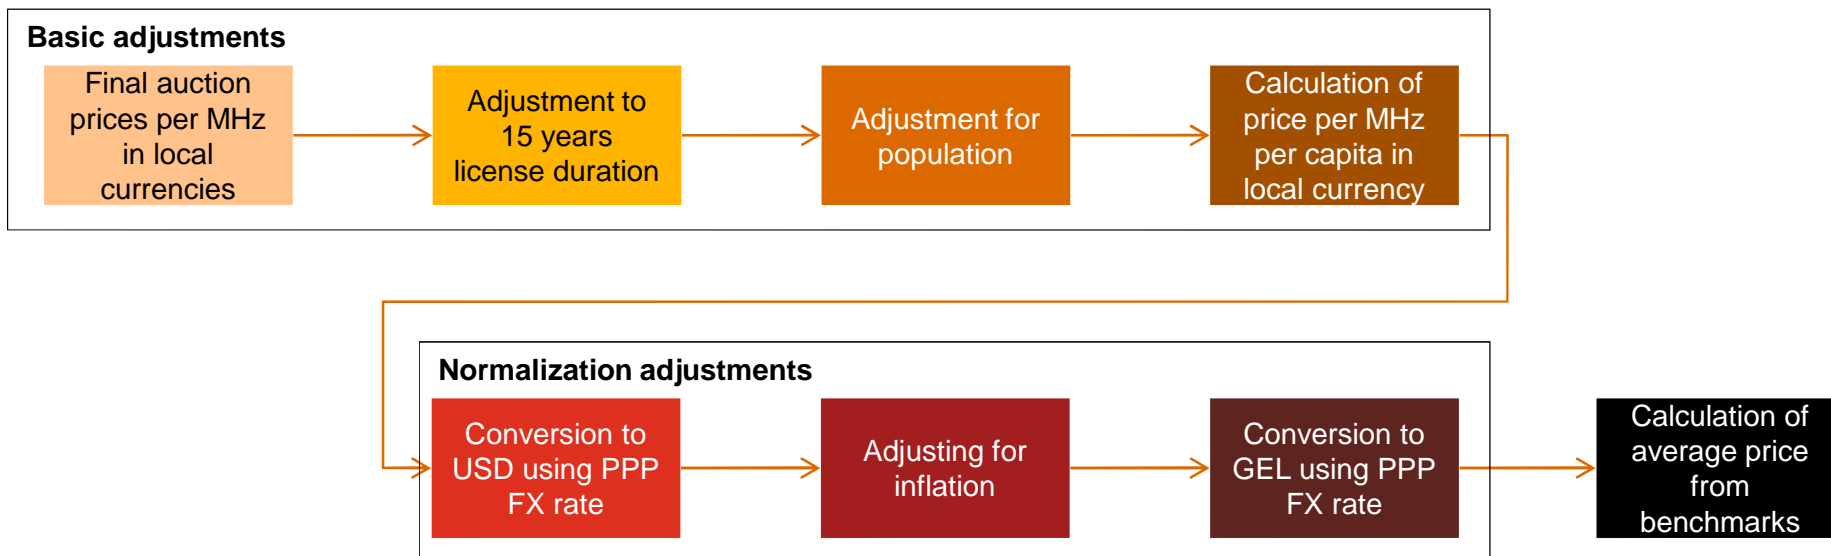 Basic adjustments
Final auction
prices per MHz
in local
currencies
Adjustment to
15 years
license duration
Adjustment for
population
Calculation of
price per MHz
per capita in
local currency
Normalization adjustments
Conversion to
USD using PPP
FX rate
Adjusting for
inflation
Conversion to
GEL using PPP
FX rate
Calculation of
average price
from
benchmarks